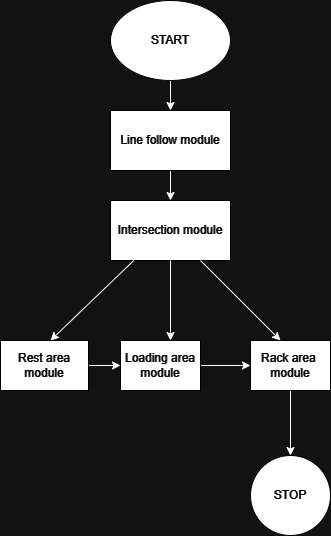 START
Line follow module
Intersection module
Rest area
module
Loading area
module
Rack area
module
STOP